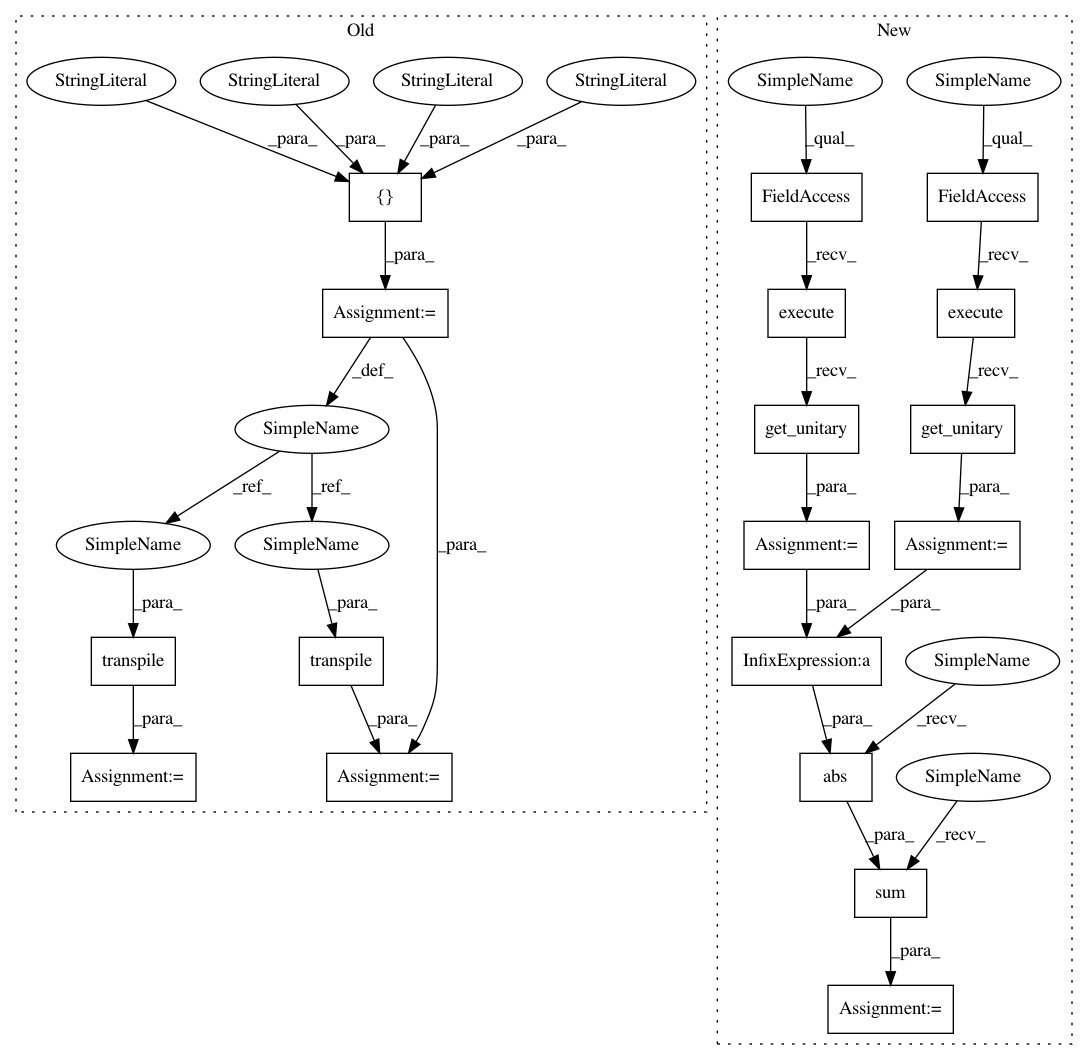 Old
New
StringLiteral StringLiteral StringLiteral StringLiteral SimpleName SimpleName
_para_ _para_ _para_ _para_ _qual_ _qual_
{} FieldAccess FieldAccess
_para_ _recv_ _recv_
Assignment:= execute execute
_def_ _recv_ _recv_
SimpleName get_unitary get_unitary
_ref_ _ref_ _para_ _para_
SimpleName SimpleName _para_ Assignment:= Assignment:=
_para_ _para_ _para_ _para_
transpile transpile InfixExpression:a SimpleName
_para_ _para_ _para_ _recv_
Assignment:= Assignment:= abs SimpleName
_para_ _recv_
sum
_para_
Assignment:=